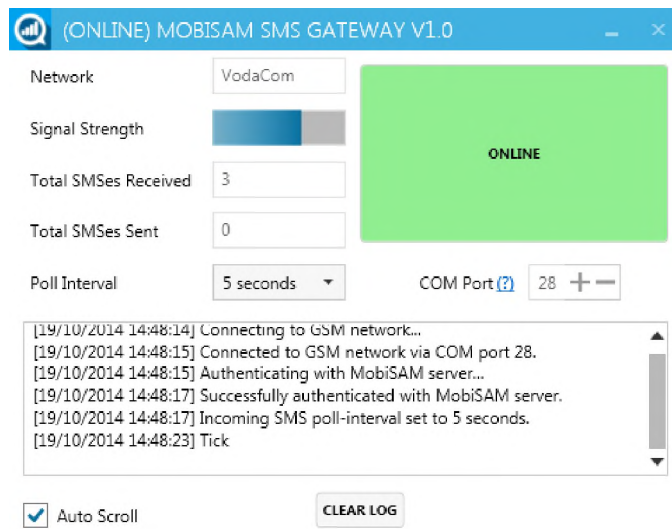 (ONLINE) MOBISAM SMS GATEWAY V1.0
Network VodaCom
Signal Strength
ONLINE
Total SMSes Received 3
Total SMSes Sent 0
Poll Interval 5 seconds COM Port (?) 28
[19/10/2014 14:48:14] Connecting to GSM network...
[19/10/2014 14:48:15] Connected to GSM network via COM port 28.
[19/10/2014 14:48:15] Authenticating with MobiSAM server...
[19/10/2014 14:48:17] Successfully authenticated with MobiSAM server.
[19/10/2014 14:48:17] Incoming SMS poll-interval set to 5 seconds.
[19/10/2014 14:48:23] Tick
Auto Scroll CLEAR LOG